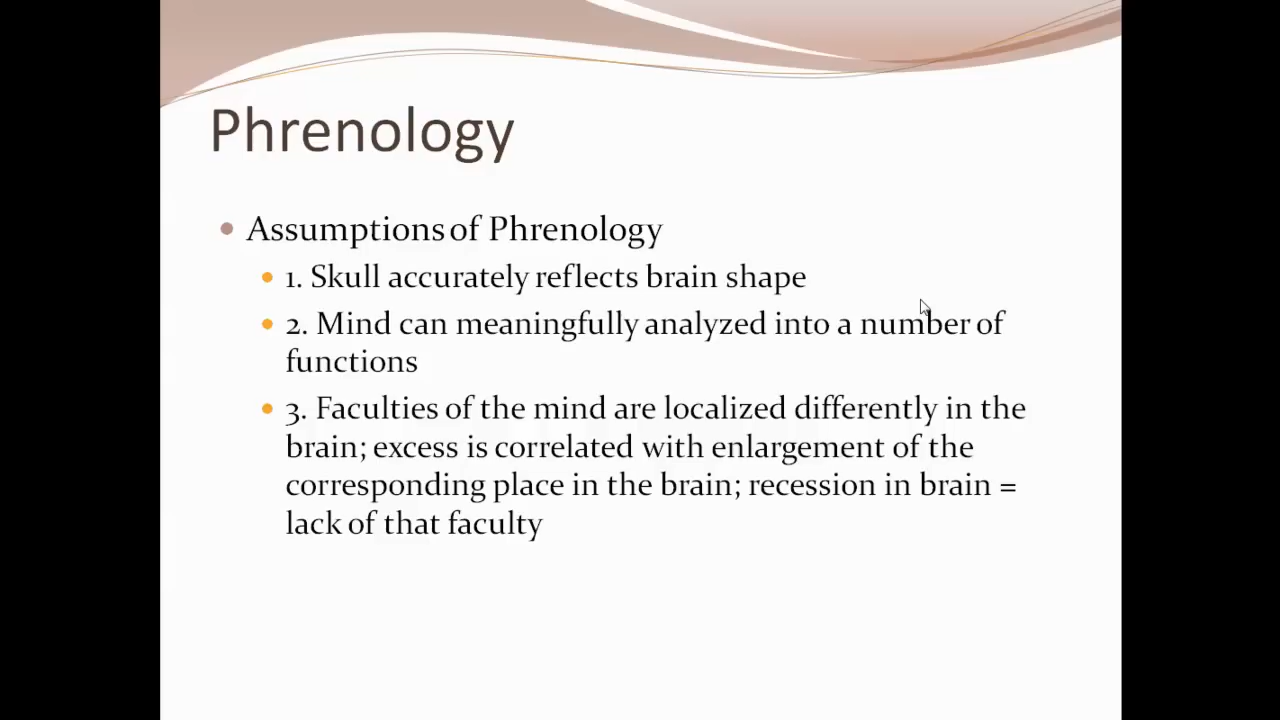 Phrenology
Assumptions of Phrenology
1. Skull accurately reflects brain shape
2. Mind can meaningfully analyzed into a number of
functions
3. Faculties of the mind are localized differently in the
brain; excess is correlated with enlargement of the
corresponding place in the brain; recession in brain =
lack of that faculty